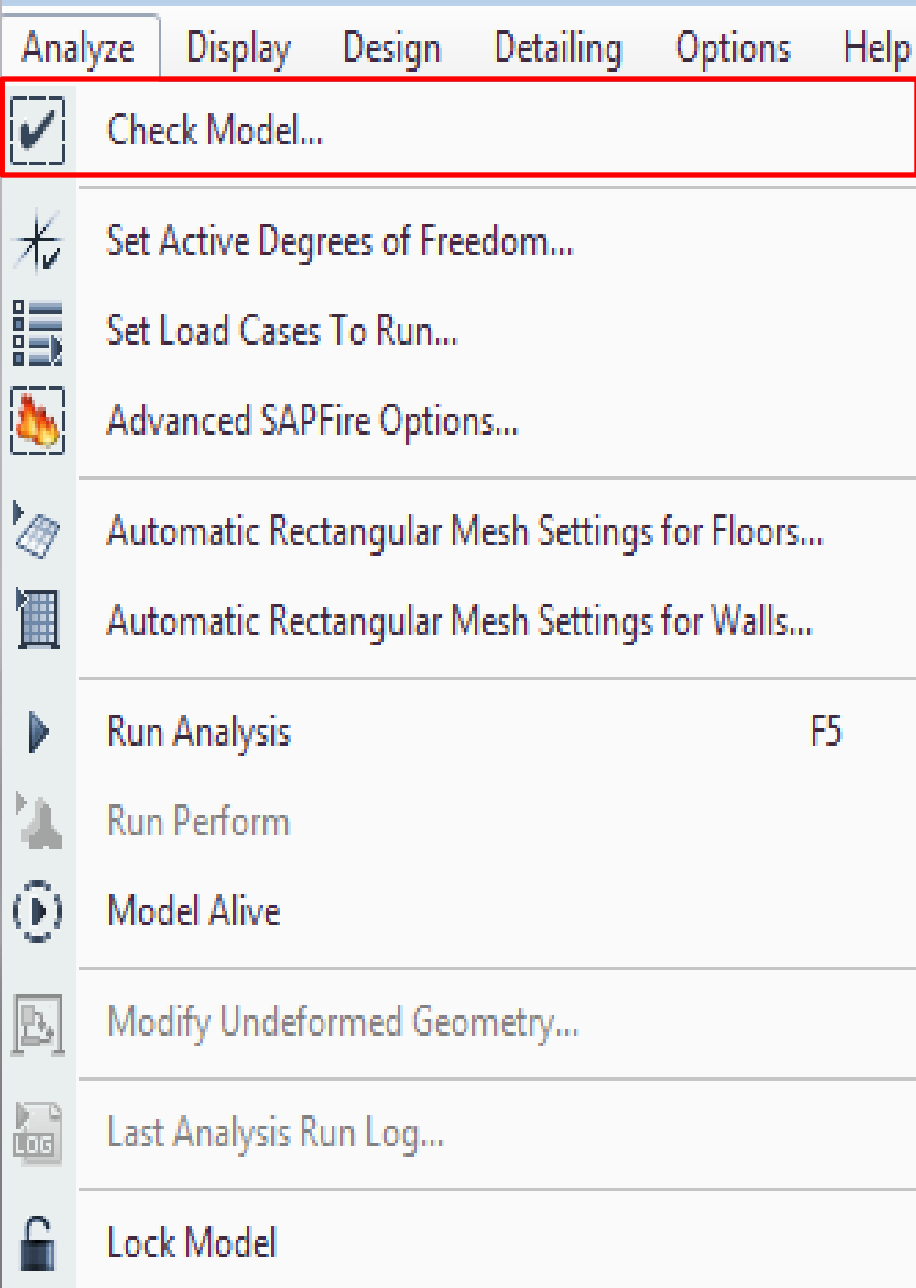 Analyze Display Design Detailing Options Help
Check Model...
Set Active Degrees of Freedom...
Set Load Cases To Run...
Advanced SAPFire Options...
Automatic Rectangular Mesh Settings for Floors...
Automatic Rectangular Mesh Settings for Walls...
Run Analysis F5
Run Perform
Model Alive
Modify Undeformed Geometry...
LOG Last Analysis Run Log...
Lock Model